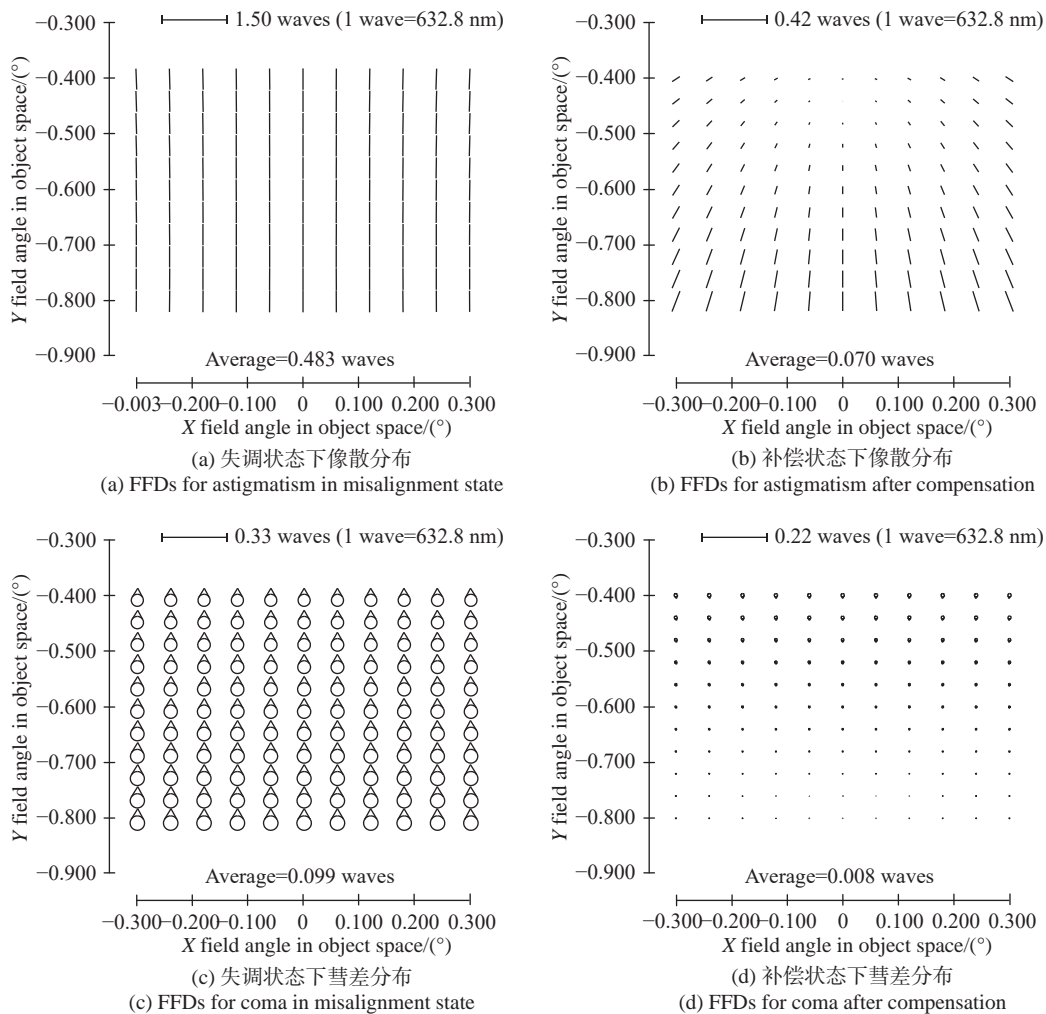 1.50 waves (1 wave=632.8 nm)
−0.300
−0.400
−0.500
−0.600
−0.700
−0.800
−0.900
Y field angle in object space/(°)
Average=0.483 waves
−0.003 −0.200 −0.100 0 0.100 0.200 0.300
X field angle in object space/(°)
(a) 失调状态下像散分布
(a) FFDs for astigmatism in misalignment state
0.42 waves (1 wave=632.8 nm)
−0.300
−0.400
−0.500
−0.600
−0.700
−0.800
−0.900
Y field angle in object space/(°)
Average=0.070 waves
−0.300 −0.200 −0.100 0 0.100 0.200 0.300
X field angle in object space/(°)
(b) 补偿状态下像散分布
(b) FFDs for astigmatism after compensation
0.33 waves (1 wave=632.8 nm)
−0.300
−0.400
−0.500
−0.600
−0.700
−0.800
−0.900
Y field angle in object space/(°)
Average=0.099 waves
−0.300 −0.200 −0.100 0 0.100 0.200 0.300
X field angle in object space/(°)
(c) 失调状态下彗差分布
(c) FFDs for coma in misalignment state
0.22 waves (1 wave=632.8 nm)
−0.300
−0.400
−0.500
−0.600
−0.700
−0.800
−0.900
Y field angle in object space/(°)
Average=0.008 waves
−0.300 −0.200 −0.100 0 0.100 0.200 0.300
X field angle in object space/(°)
(d) 补偿状态下彗差分布
(d) FFDs for coma after compensation